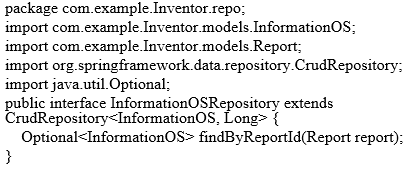 package com.example.Inventor.repo;
import com.example.Inventor.models.InformationOS;
import com.example.Inventor.models.Report;
import org.springframework.data.repository.CrudRepository;
import java.util.Optional;
public interface InformationOSRepository extends
CrudRepository<InformationOS, Long> {
    Optional<InformationOS> findByReportId(Report report);
}